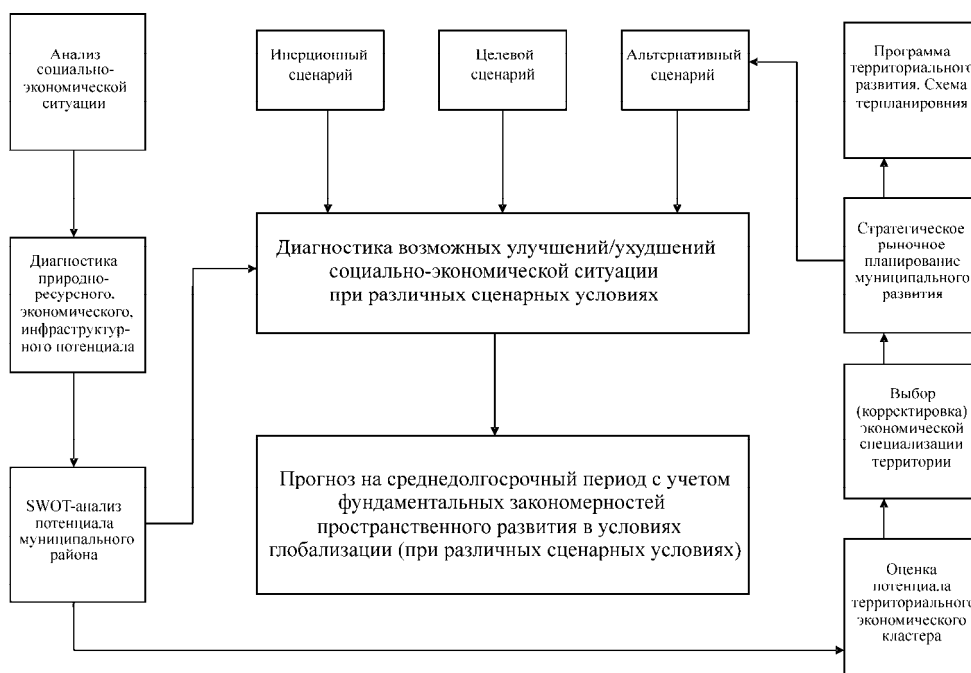 Анализ
социально-
экономической
ситуации
Диагностика
природно-
ресурсного,
экономического,
инфраструктур-
ного потенциала
SWOT-анализ
потенциала
муниципального
района
Инерционный
сценарий
Целевой
сценарий
Альтернативный
сценарий
Диагностика возможных улучшений/ухудшений
социально-экономической ситуации
при различных сценарных условиях
Прогноз на среднедолгосрочный период с учетом
фундаментальных закономерностей
пространственного развития в условиях
глобализации (при различных сценарных условиях)
Программа
территориального
развития. Схема
терпланировния
Стратегическое
рыночное
планирование
муниципального
развития
Выбор
(корректировка)
экономической
специализации
территории
Оценка
потенциала
территориального
экономического
кластера